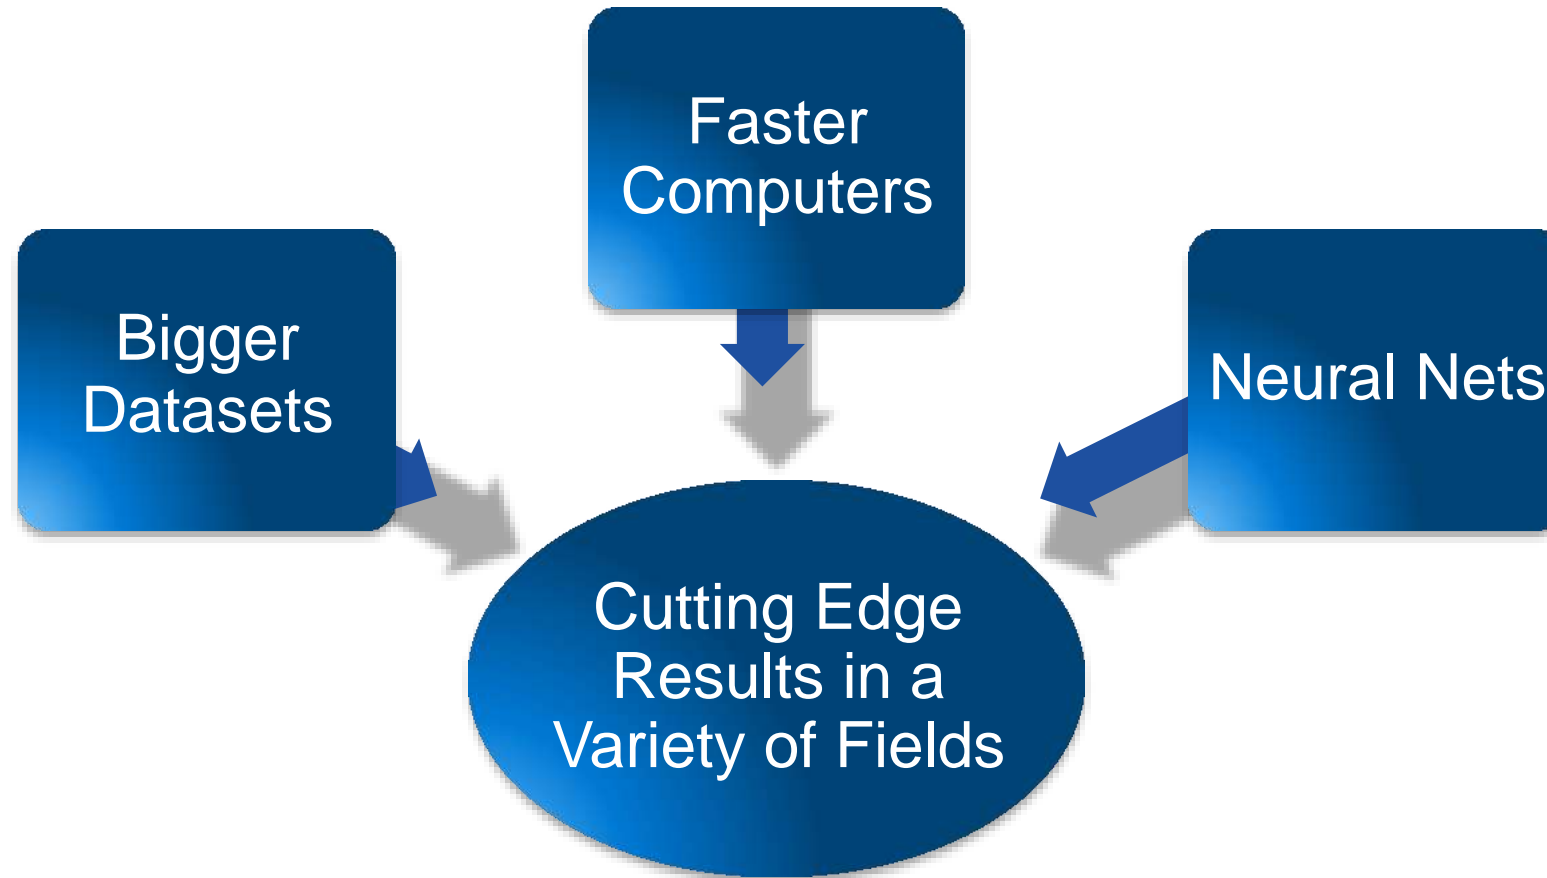 Faster
Computers
Bigger
Datasets
Neural Nets
Cutting Edge
Results in a
Variety of Fields